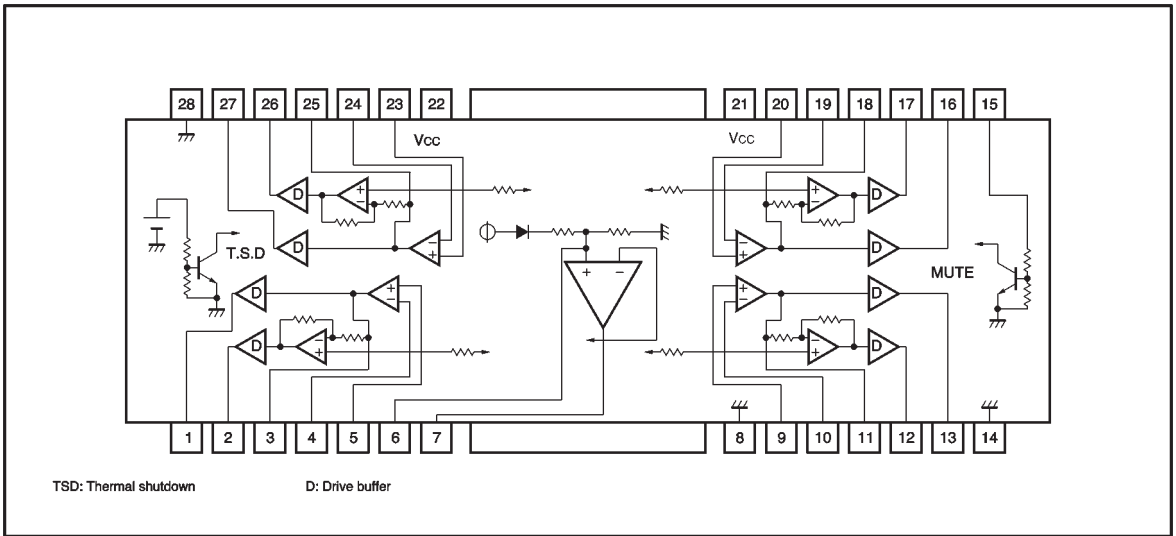 28 27 26 25 24 23 22 21 20 19 18 17 16 15
Vcc Vcc
D + − + − D
D − + − + D
T.S.D + − MUTE
D + − + − D
D − + − + D
1 2 3 4 5 6 7 8 9 10 11 12 13 14
TSD: Thermal shutdown D: Drive buffer